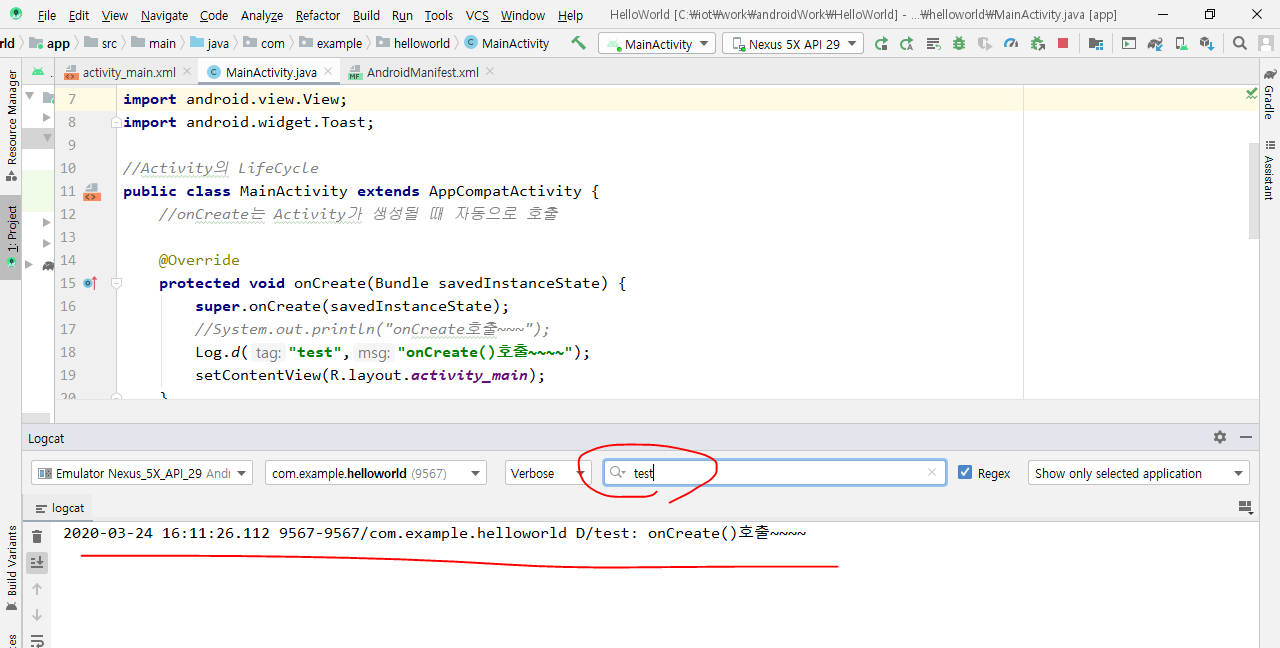 File Edit View Navigate Code Analyze Refactor Build Run Tools VCS Window Help HelloWorld [C:₩iot₩work₩androidWork₩HelloWorld] - ...₩helloworld₩MainActivity.java [app]
rld app src main java com example helloworld MainActivity MainActivity Nexus 5X API 29
activity_main.xml MainActivity.java AndroidManifest.xml
Resource Manager
1: Project
Build Variants
Gradle
Assistant
7 import android.view.View;
8 import android.widget.Toast;
9
10 //Activity의 LifeCycle
11 public class MainActivity extends AppCompatActivity {
12 //onCreate는 Activity가 생성될 때 자동으로 호출
13
14 @Override
15 protected void onCreate(Bundle savedInstanceState) {
16 super.onCreate(savedInstanceState);
17 //System.out.println("onCreate호출~~~");
18 Log.d( tag: "test", msg: "onCreate()호출~~~~");
19 setContentView(R.layout.activity_main);
20 }
Logcat
Emulator Nexus_5X_API_29 Andr com.example.helloworld (9567) Verbose test Regex Show only selected application
logcat
2020-03-24 16:11:26.112 9567-9567/com.example.helloworld D/test: onCreate()호출~~~~